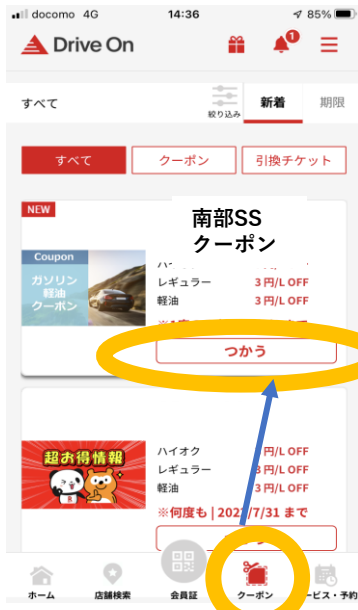 docomo 4G 14:36 85%
Drive On
1
すべて 絞り込み 新着 期限
すべて クーポン 引換チケット
NEW
南部SS
クーポン
Coupon
ガソリン
軽油
クーポン
レギュラー 3円/L OFF
軽油 3円/L OFF
つかう
超お得情報
ハイオク 円/L OFF
レギュラー 円/L OFF
軽油 3円/L OFF
※何度も | 202 /7/31 まで
ホーム 店舗検索 会員証 クーポン ービス・予約